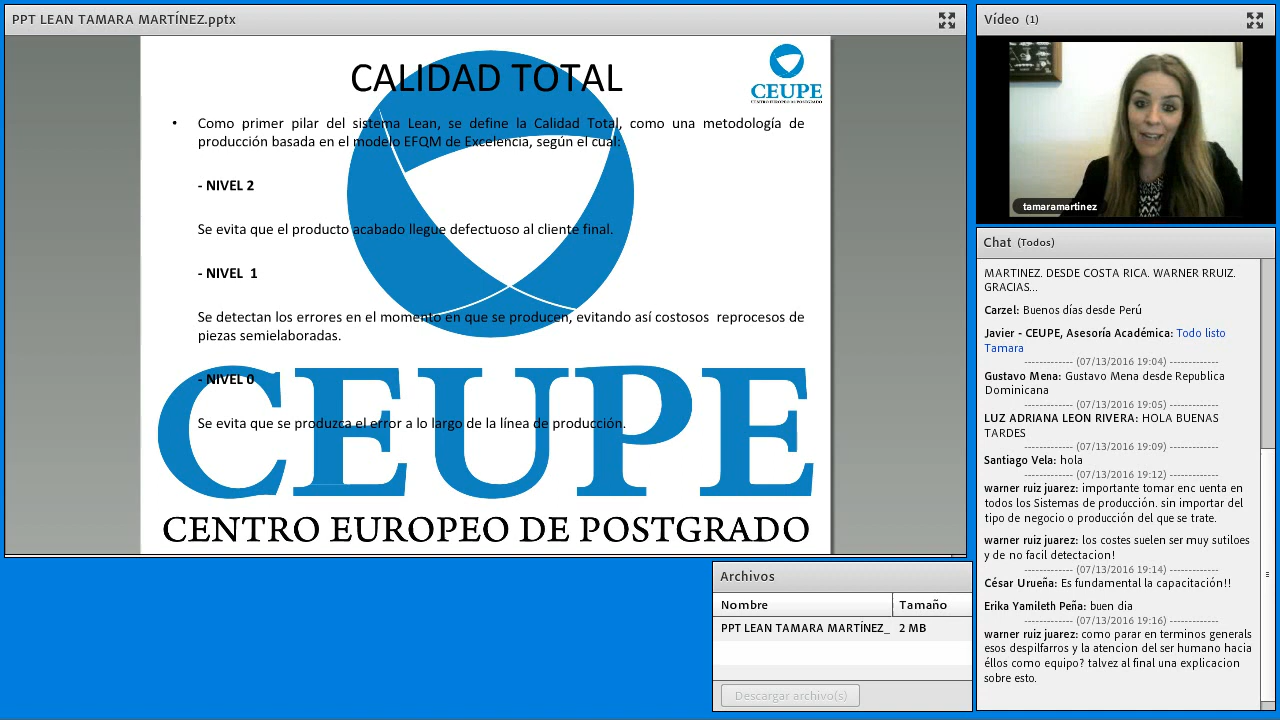 PPT LEAN TAMARA MARTÍNEZ.pptx
CALIDAD TOTAL
CEUPE
CENTRO EUROPEO DE POSTGRADO
• Como primer pilar del sistema Lean, se define la Calidad Total, como una metodología de
producción basada en el modelo EFQM de Excelencia, según el cual:
- NIVEL 2
Se evita que el producto acabado llegue defectuoso al cliente final.
- NIVEL 1
Se detectan los errores en el momento en que se producen, evitando así costosos reprocesos de
piezas semielaboradas.
- NIVEL 0
Se evita que se produzca el error a lo largo de la línea de producción.
CEUPE
CENTRO EUROPEO DE POSTGRADO
Archivos
Nombre Tamaño
PPT LEAN TAMARA MARTÍNEZ_ 2 MB
Descargar archivo(s)
Vídeo (1)
tamaramartinez
Chat (Todos)
MARTINEZ. DESDE COSTA RICA. WARNER RRUIZ.
GRACIAS...
Carzel: Buenos días desde Perú
Javier - CEUPE, Asesoría Académica: Todo listo
Tamara
------------ (07/13/2016 19:04) ------------
Gustavo Mena: Gustavo Mena desde Republica
Dominicana
------------ (07/13/2016 19:05) ------------
LUZ ADRIANA LEON RIVERA: HOLA BUENAS
TARDES
------------ (07/13/2016 19:09) ------------
Santiago Vela: hola
------------ (07/13/2016 19:12) ------------
warner ruiz juarez: importante tomar enc uenta en
todos los Sistemas de producción. sin importar del
tipo de negocio o producción del que se trate.
warner ruiz juarez: los costes suelen ser muy sutiloes
y de no facil detectacion!
------------ (07/13/2016 19:14) ------------
César Urueña: Es fundamental la capacitación!!
Erika Yamileth Peña: buen dia
------------ (07/13/2016 19:16) ------------
warner ruiz juarez: como parar en terminos generals
esos despilfarros y la atencion del ser humano hacia
éllos como equipo? talvez al final una explicacion
sobre esto.